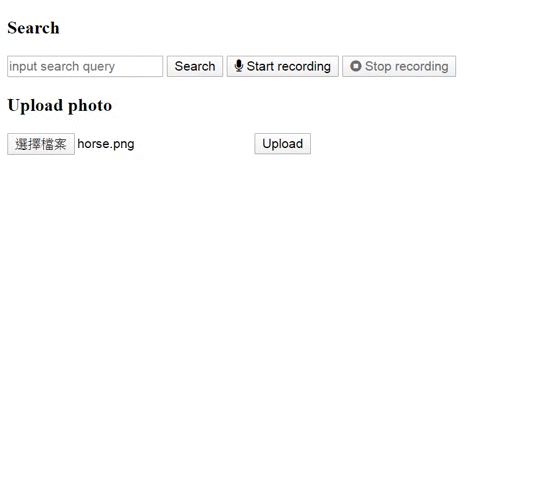 Search
input search query Search Start recording Stop recording
Upload photo
選擇檔案 horse.png Upload